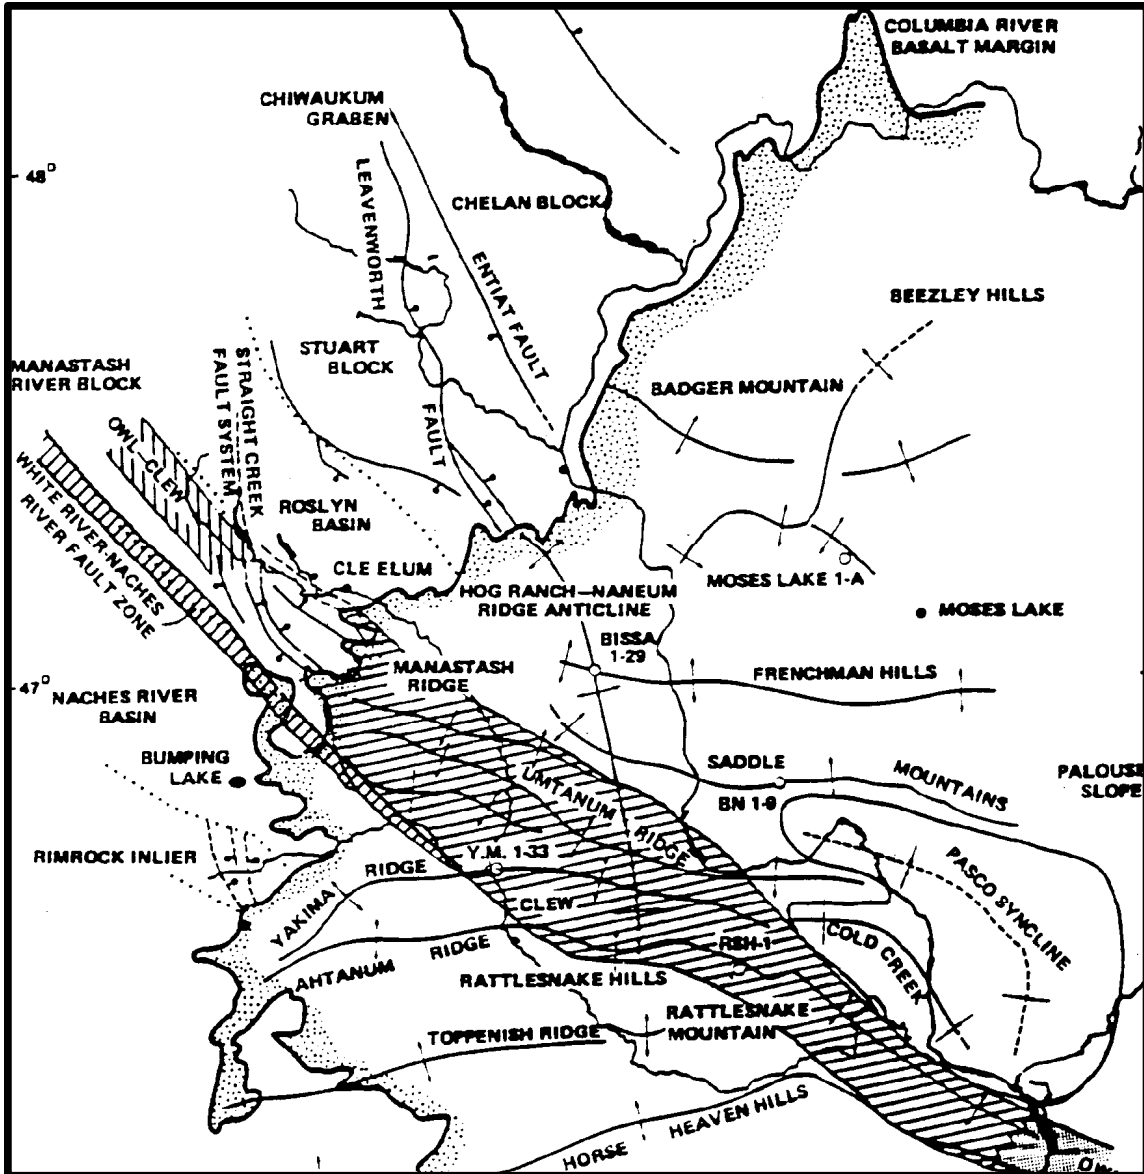 COLUMBIA RIVER
BASALT MARGIN
CHIWAUKUM
GRABEN
48°
LEAVENWORTH
FAULT
CHELAN BLOCK
ENTIAT FAULT
BEEZLEY HILLS
STUART
BLOCK
MANASTASH
RIVER BLOCK
STRAIGHT CREEK
FAULT SYSTEM
BADGER MOUNTAIN
OWL
CLEW
WHITE RIVER-NACHES
RIVER FAULT ZONE
ROSLYN
BASIN
CLE ELUM
HOG RANCH-NANEUM
RIDGE ANTICLINE
MOSES LAKE 1-A
MOSES LAKE
BISSA
1-29
47°
MANASTASH
RIDGE
FRENCHMAN HILLS
NACHES RIVER
BASIN
BUMPING
LAKE
UMTANUM
RIDGE
SADDLE
MOUNTAINS
BN 1-9
PALOUSE
SLOPE
RIMROCK INLIER
Y.M. 1-33
YAKIMA
RIDGE
CLEW
PASCO SYNCLINE
COLD CREEK
RSH-1
AHTANUM
RIDGE
RATTLESNAKE HILLS
RATTLESNAKE
MOUNTAIN
TOPPENISH RIDGE
HORSE
HEAVEN HILLS